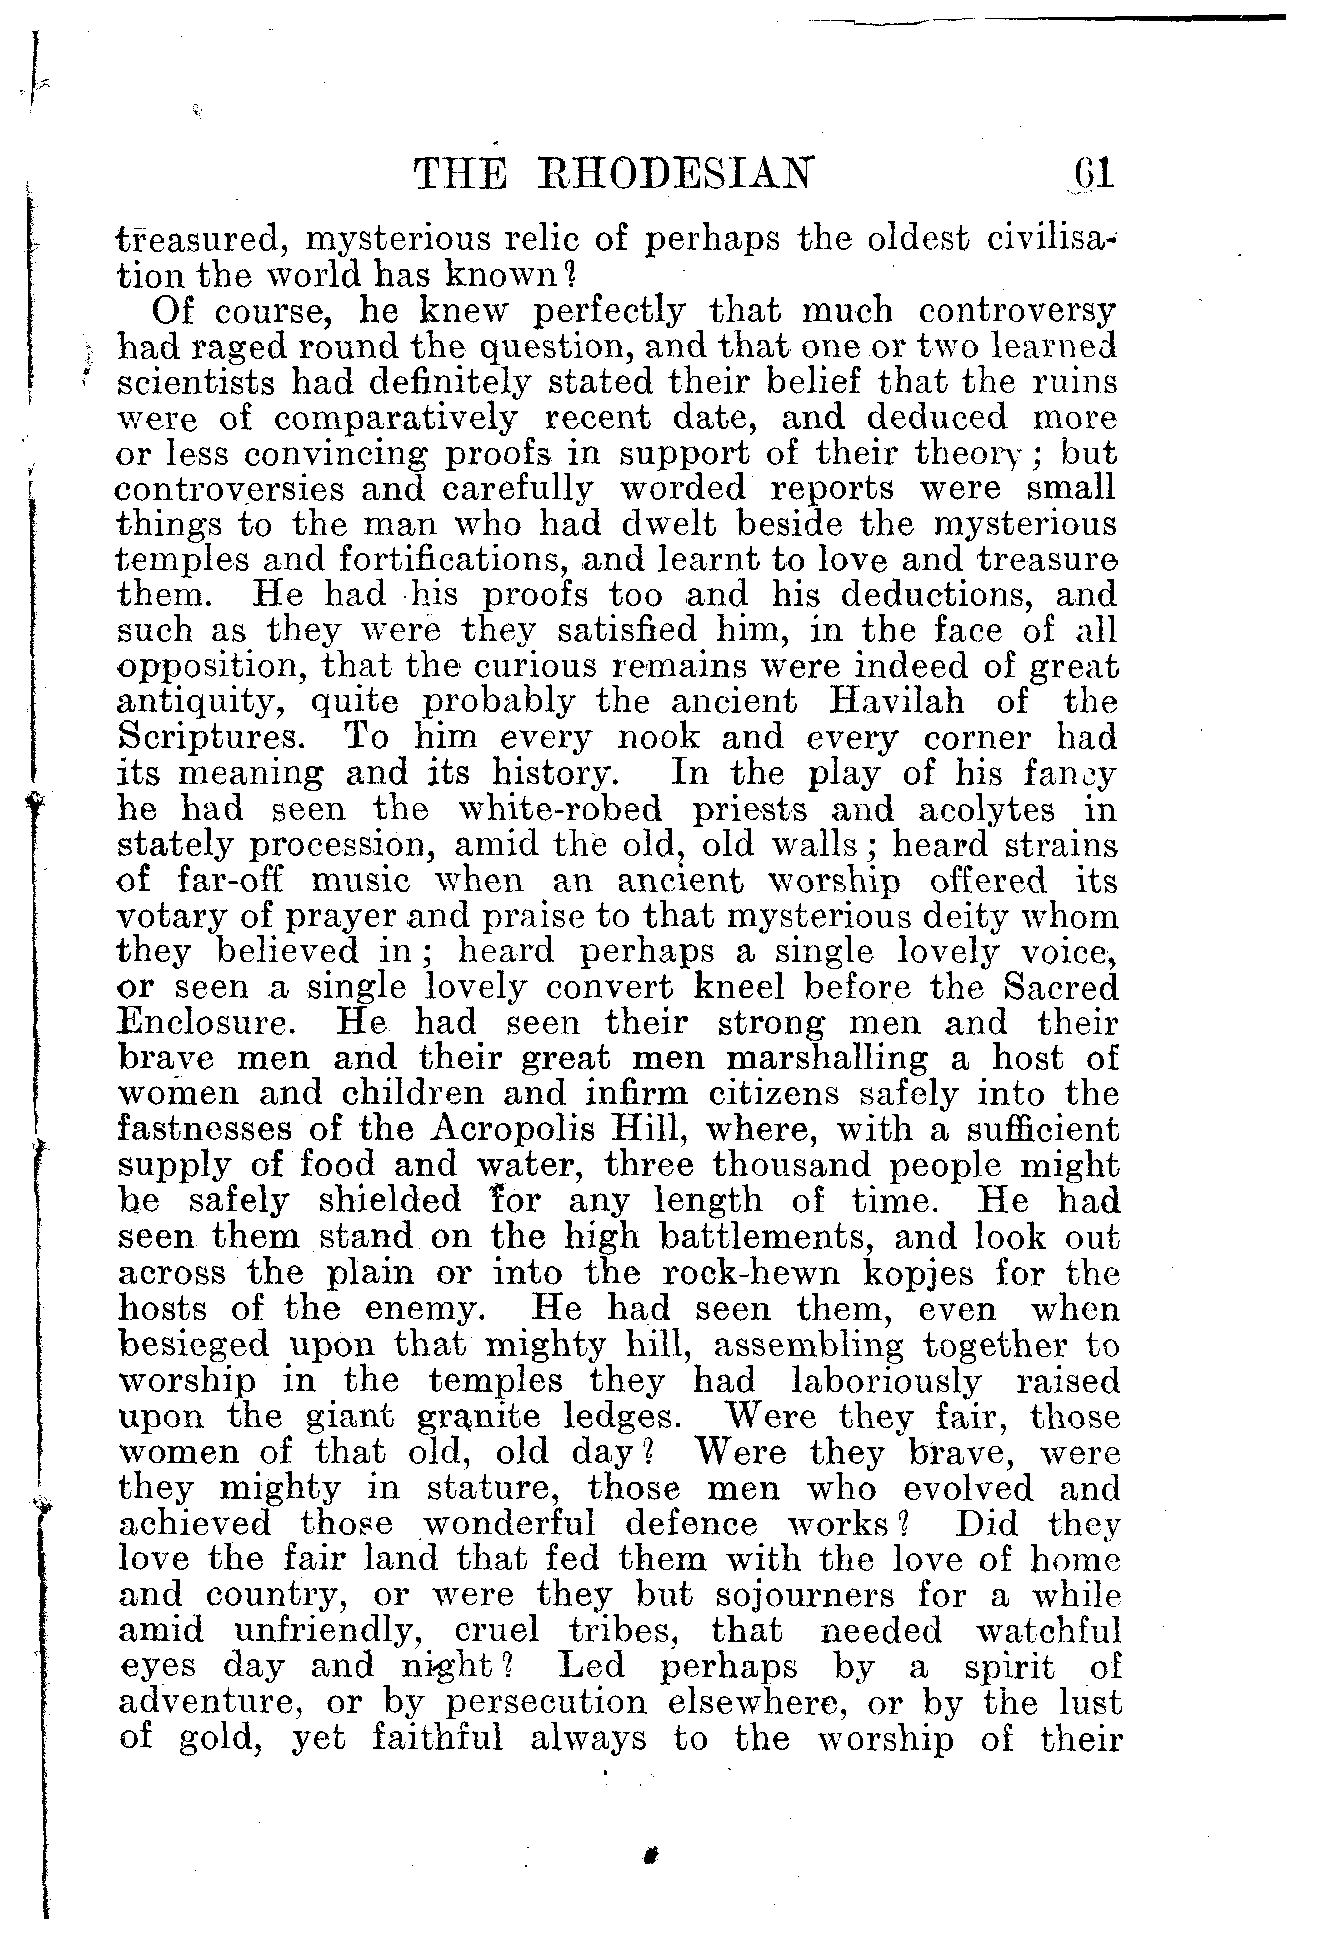 THE RHODESIAN 61
treasured, mysterious relic of perhaps the oldest civilisa-
tion the world has known?
Of course, he knew perfectly that much controversy
had raged round the question, and that one or two learned
scientists had definitely stated their belief that the ruins
were of comparatively recent date, and deduced more
or less convincing proofs in support of their theory; but
controversies and carefully worded reports were small
things to the man who had dwelt beside the mysterious
temples and fortifications, and learnt to love and treasure
them. He had his proofs too and his deductions, and
such as they were they satisfied him, in the face of all
opposition, that the curious remains were indeed of great
antiquity, quite probably the ancient Havilah of the
Scriptures. To him every nook and every corner had
its meaning and its history. In the play of his fancy
he had seen the white-robed priests and acolytes in
stately procession, amid the old, old walls; heard strains
of far-off music when an ancient worship offered its
votary of prayer and praise to that mysterious deity whom
they believed in; heard perhaps a single lovely voice,
or seen a single lovely convert kneel before the Sacred
Enclosure. He had seen their strong men and their
brave men and their great men marshalling a host of
women and children and infirm citizens safely into the
fastnesses of the Acropolis Hill, where, with a sufficient
supply of food and water, three thousand people might
be safely shielded for any length of time. He had
seen them stand on the high battlements, and look out
across the plain or into the rock-hewn kopjes for the
hosts of the enemy. He had seen them, even when
besieged upon that mighty hill, assembling together to
worship in the temples they had laboriously raised
upon the giant granite ledges. Were they fair, those
women of that old, old day? Were they brave, were
they mighty in stature, those men who evolved and
achieved those wonderful defence works? Did they
love the fair land that fed them with the love of home
and country, or were they but sojourners for a while
amid unfriendly, cruel tribes, that needed watchful
eyes day and night? Led perhaps by a spirit of
adventure, or by persecution elsewhere, or by the lust
of gold, yet faithful always to the worship of their